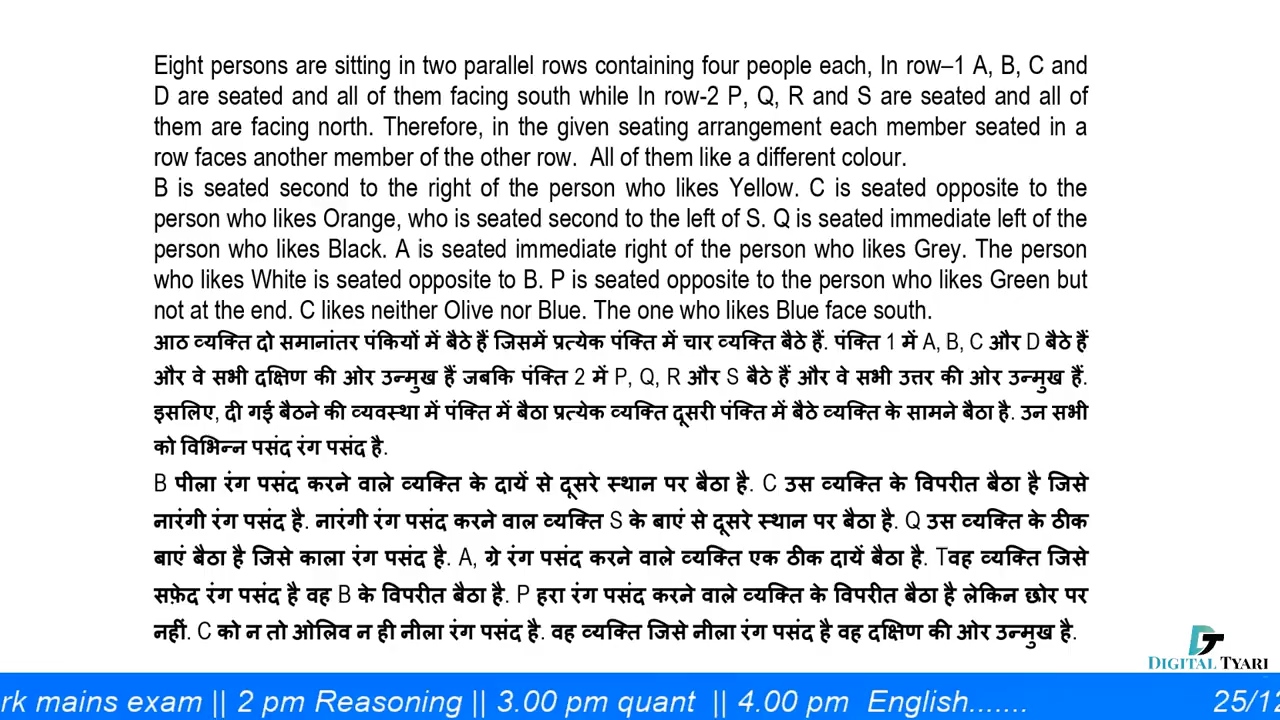 Eight persons are sitting in two parallel rows containing four people each, In row–1 A, B, C and
D are seated and all of them facing south while In row-2 P, Q, R and S are seated and all of
them are facing north. Therefore, in the given seating arrangement each member seated in a
row faces another member of the other row.  All of them like a different colour.
B is seated second to the right of the person who likes Yellow. C is seated opposite to the
person who likes Orange, who is seated second to the left of S. Q is seated immediate left of the
person who likes Black. A is seated immediate right of the person who likes Grey. The person
who likes White is seated opposite to B. P is seated opposite to the person who likes Green but
not at the end. C likes neither Olive nor Blue. The one who likes Blue face south.
आठ व्यक्ति दो समानांतर पंकियों में बैठे हैं जिसमें प्रत्येक पंक्ति में चार व्यक्ति बैठे हैं. पंक्ति 1 में A, B, C और D बैठे हैं
और वे सभी दक्षिण की ओर उन्मुख हैं जबकि पंक्ति 2 में P, Q, R और S बैठे हैं और वे सभी उत्तर की ओर उन्मुख हैं.
इसलिए, दी गई बैठने की व्यवस्था में पंक्ति में बैठा प्रत्येक व्यक्ति दूसरी पंक्ति में बैठे व्यक्ति के सामने बैठा है. उन सभी
को विभिन्न पसंद रंग पसंद है.
B पीला रंग पसंद करने वाले व्यक्ति के दायें से दूसरे स्थान पर बैठा है. C उस व्यक्ति के विपरीत बैठा है जिसे
नारंगी रंग पसंद है. नारंगी रंग पसंद करने वाल व्यक्ति S के बाएं से दूसरे स्थान पर बैठा है. Q उस व्यक्ति के ठीक
बाएं बैठा है जिसे काला रंग पसंद है. A, ग्रे रंग पसंद करने वाले व्यक्ति एक ठीक दायें बैठा है. Tवह व्यक्ति जिसे
सफ़ेद रंग पसंद है वह B के विपरीत बैठा है. P हरा रंग पसंद करने वाले व्यक्ति के विपरीत बैठा है लेकिन छोर पर
नहीं. C को न तो ओलिव न ही नीला रंग पसंद है. वह व्यक्ति जिसे नीला रंग पसंद है वह दक्षिण की ओर उन्मुख है.
DIGITAL TYARI
rk mains exam || 2 pm Reasoning || 3.00 pm quant  || 4.00 pm  English....... 25/12